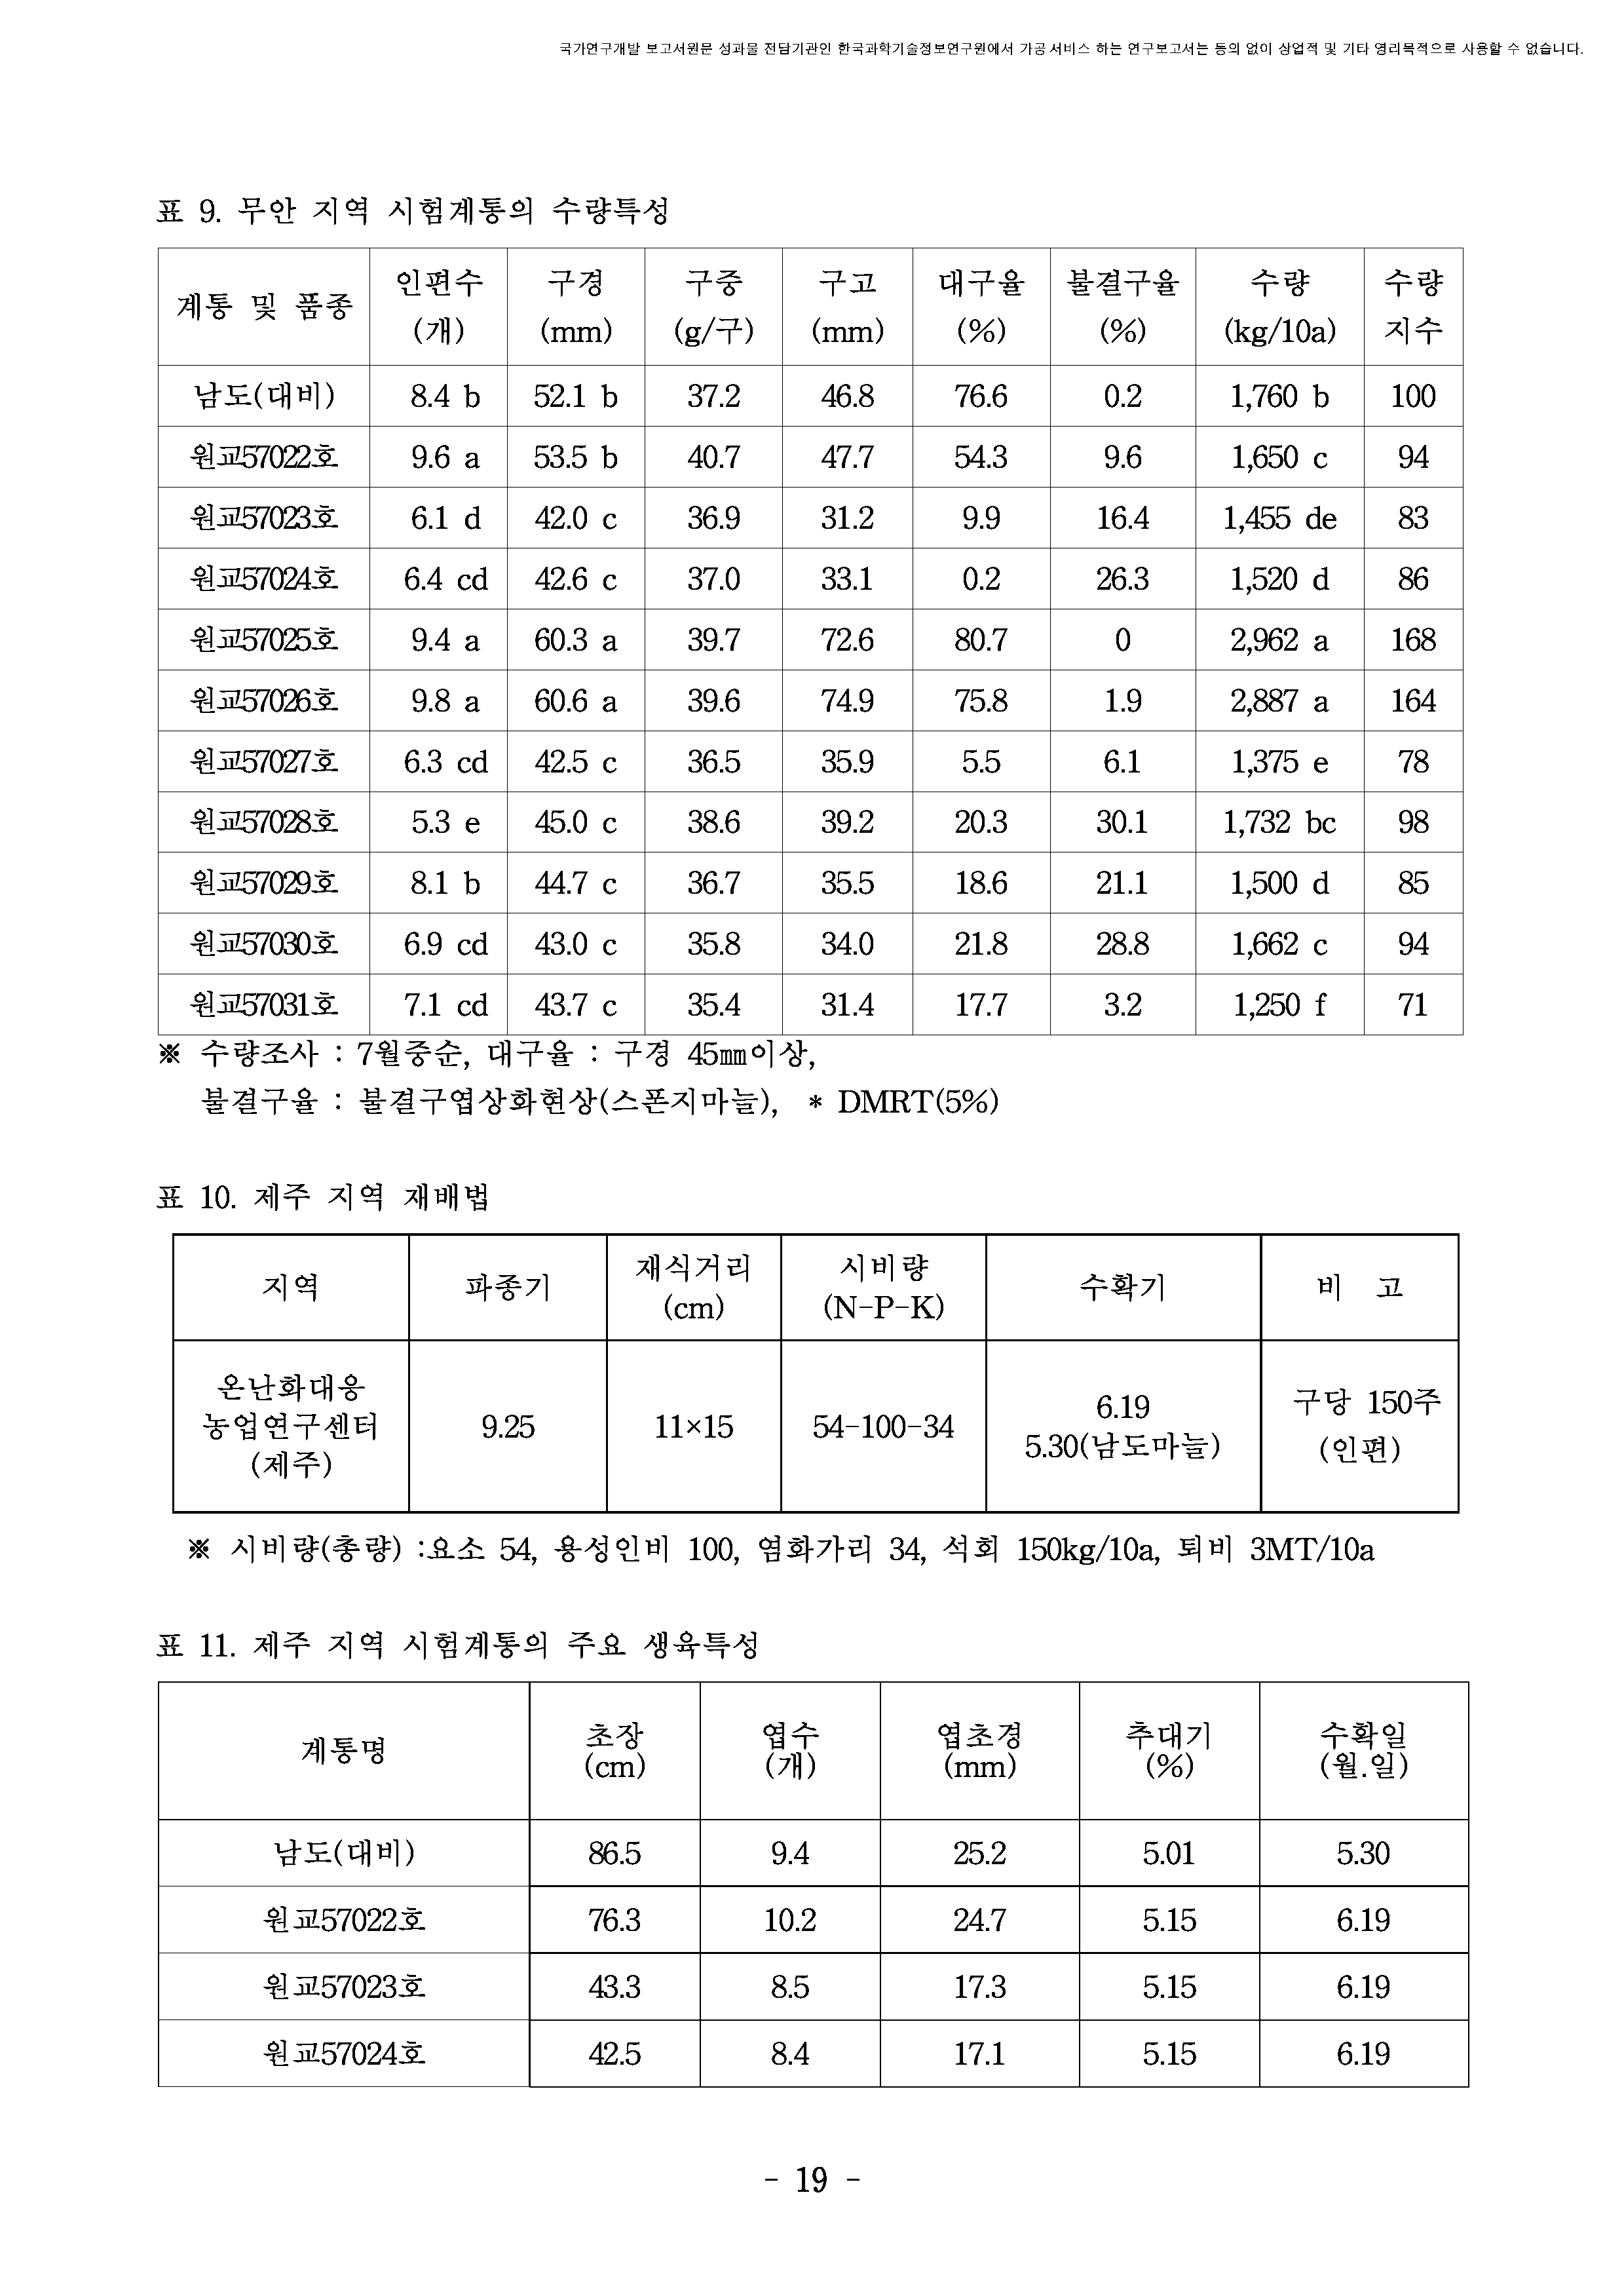 국가연구개발 보고서원문 성과물 전담기관인 한국과학기술정보연구원에서 가공·서비스 하는 연구보고서는 동의 없이 상업적 및 기타 영리목적으로 사용할 수 없습니다.
표 9. 무안 지역 시험계통의 수량특성
계통 및 품종 인편수 (개) 구경 (mm) 구중 (g/구) 구고 (mm) 대구율 (%) 불결구율 (%) 수량 (kg/10a) 수량 지수
남도(대비) 8.4 b 52.1 b 37.2 46.8 76.6 0.2 1,760 b 100
원교57022호 9.6 a 53.5 b 40.7 47.7 54.3 9.6 1,650 c 94
원교57023호 6.1 d 42.0 c 36.9 31.2 9.9 16.4 1,455 de 83
원교57024호 6.4 cd 42.6 c 37.0 33.1 0.2 26.3 1,520 d 86
원교57025호 9.4 a 60.3 a 39.7 72.6 80.7 0 2,962 a 168
원교57026호 9.8 a 60.6 a 39.6 74.9 75.8 1.9 2,887 a 164
원교57027호 6.3 cd 42.5 c 36.5 35.9 5.5 6.1 1,375 e 78
원교57028호 5.3 e 45.0 c 38.6 39.2 20.3 30.1 1,732 bc 98
원교57029호 8.1 b 44.7 c 36.7 35.5 18.6 21.1 1,500 d 85
원교57030호 6.9 cd 43.0 c 35.8 34.0 21.8 28.8 1,662 c 94
원교57031호 7.1 cd 43.7 c 35.4 31.4 17.7 3.2 1,250 f 71
※ 수량조사 : 7월중순, 대구율 : 구경 45㎜이상,
불결구율 : 불결구엽상화현상(스폰지마늘), * DMRT(5%)
표 10. 제주 지역 재배법
지역 파종기 재식거리 (cm) 시비량 (N-P-K) 수확기 비 고
온난화대응 농업연구센터 (제주) 9.25 11×15 54-100-34 6.19 5.30(남도마늘) 구당 150주 (인편)
※ 시비량(총량) :요소 54, 용성인비 100, 염화가리 34, 석회 150kg/10a, 퇴비 3MT/10a
표 11. 제주 지역 시험계통의 주요 생육특성
계통명 초장 (cm) 엽수 (개) 엽초경 (mm) 추대기 (%) 수확일 (월.일)
남도(대비) 86.5 9.4 25.2 5.01 5.30
원교57022호 76.3 10.2 24.7 5.15 6.19
원교57023호 43.3 8.5 17.3 5.15 6.19
원교57024호 42.5 8.4 17.1 5.15 6.19
- 19 -